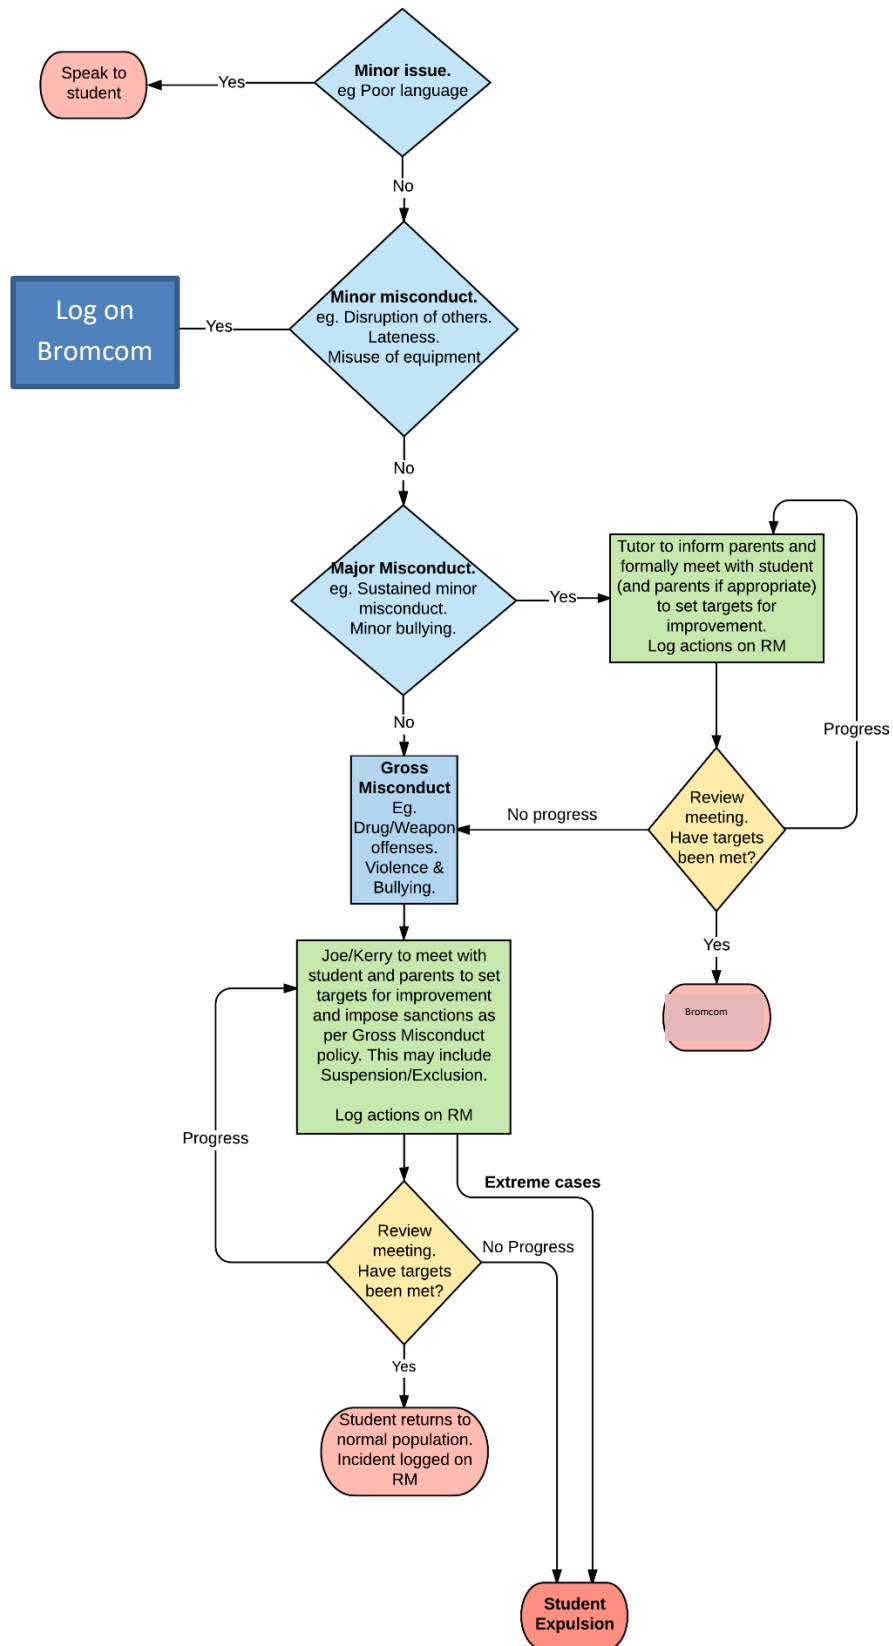 Minor issue.
eg Poor language
Yes
Speak to
student
No
Minor misconduct.
eg. Disruption of others.
Lateness.
Misuse of equipment
Yes
Log on
Bromcom
No
Major Misconduct.
eg. Sustained minor
misconduct.
Minor bullying.
Yes
Tutor to inform parents and
formally meet with student
(and parents if appropriate)
to set targets for
improvement.
Log actions on RM
Progress
No
Gross
Misconduct
Eg.
Drug/Weapon
offenses.
Violence &
Bullying.
No progress
Review
meeting.
Have targets
been met?
Yes
Bromcom
Joe/Kerry to meet with
student and parents to set
targets for improvement
and impose sanctions as
per Gross Misconduct
policy. This may include
Suspension/Exclusion.
Log actions on RM
Progress
Extreme cases
Review
meeting.
Have targets
been met?
No Progress
Yes
Student returns to
normal population.
Incident logged on
RM
Student
Expulsion